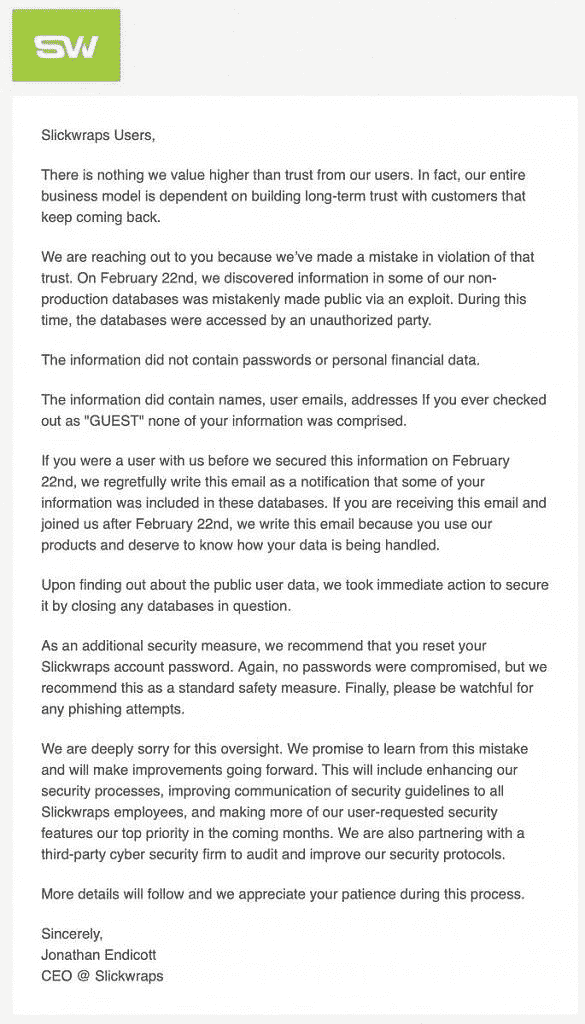 SW
Slickwraps Users,
There is nothing we value higher than trust from our users. In fact, our entire
business model is dependent on building long-term trust with customers that
keep coming back.
We are reaching out to you because we've made a mistake in violation of that
trust. On February 22nd, we discovered information in some of our non-
production databases was mistakenly made public via an exploit. During this
time, the databases were accessed by an unauthorized party.
The information did not contain passwords or personal financial data.
The information did contain names, user emails, addresses If you ever checked
out as "GUEST" none of your information was comprised.
If you were a user with us before we secured this information on February
22nd, we regretfully write this email as a notification that some of your
information was included in these databases. If you are receiving this email and
joined us after February 22nd, we write this email because you use our
products and deserve to know how your data is being handled.
Upon finding out about the public user data, we took immediate action to secure
it by closing any databases in question.
As an additional security measure, we recommend that you reset your
Slickwraps account password. Again, no passwords were compromised, but we
recommend this as a standard safety measure. Finally, please be watchful for
any phishing attempts.
We are deeply sorry for this oversight. We promise to learn from this mistake
and will make improvements going forward. This will include enhancing our
security processes, improving communication of security guidelines to all
Slickwraps employees, and making more of our user-requested security
features our top priority in the coming months. We are also partnering with a
third-party cyber security firm to audit and improve our security protocols.
More details will follow and we appreciate your patience during this process.
Sincerely,
Jonathan Endicott
CEO @ Slickwraps